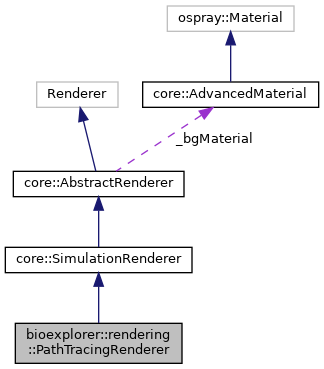 ospray::Material
Renderer
core::AdvancedMaterial
_bgMaterial
core::AbstractRenderer
core::SimulationRenderer
bioexplorer::rendering
::PathTracingRenderer